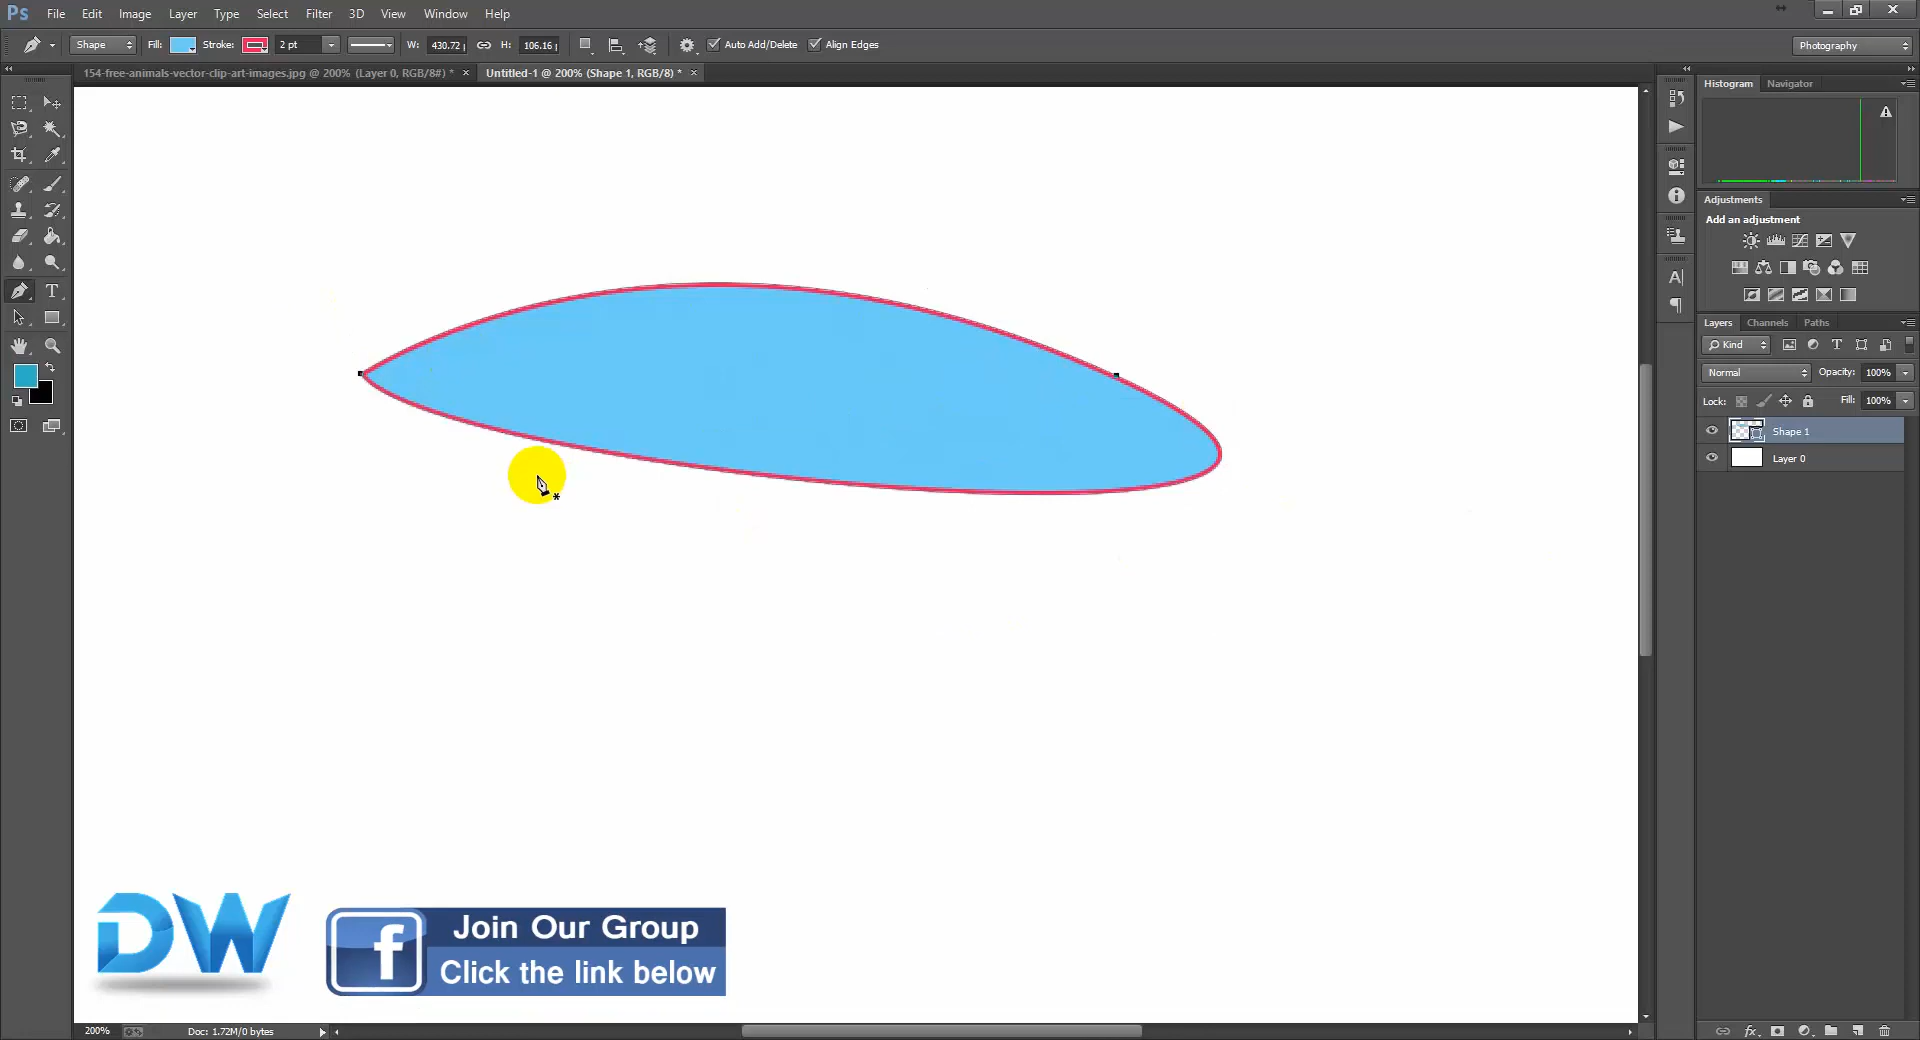 Ps File Edit Image Layer Type Select Filter 3D View Window Help
Shape Fill: Stroke: 2 pt W: 430.72 H: 106.16 Auto Add/Delete Align Edges Photography
154-free-animals-vector-clip-art-images.jpg @ 200% (Layer 0, RGB/8#) * × Untitled-1 @ 200% (Shape 1, RGB/8) * ×
Histogram Navigator
Adjustments
Add an adjustment
Layers Channels Paths
Kind
Normal Opacity: 100%
Lock: Fill: 100%
Shape 1
Layer 0
DW
f
Join Our Group
Click the link below
200% Doc: 1.72M/0 bytes